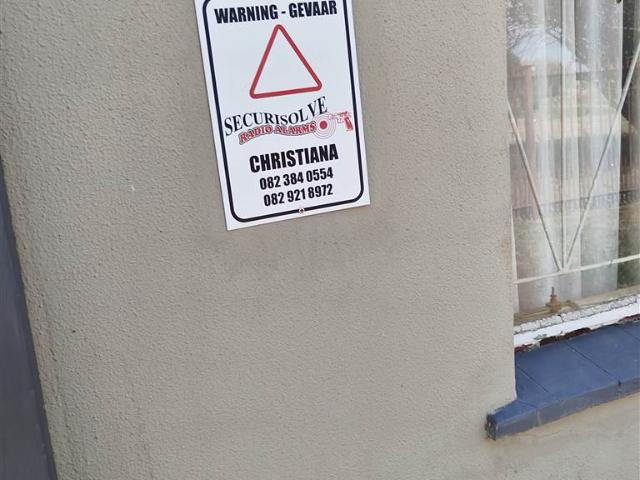 WARNING - GEVAAR
SECURISOLVE
RADIO ALARMS
CHRISTIANA
082 384 0554
082 921 8972